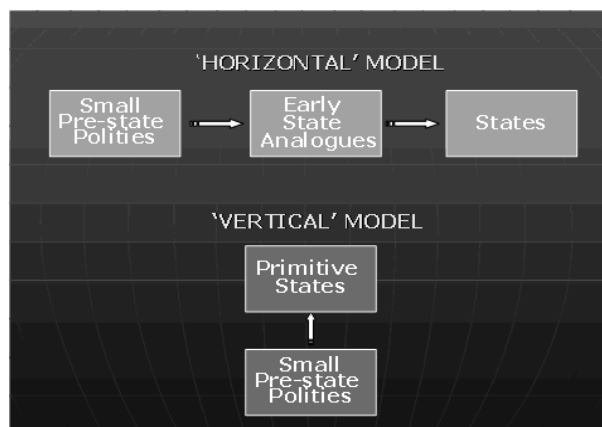 ‘HORIZONTAL’ MODEL
Small
Pre-state
Polities
Early
State
Analogues
States
‘VERTICAL’ MODEL
Primitive
States
Small
Pre-state
Polities